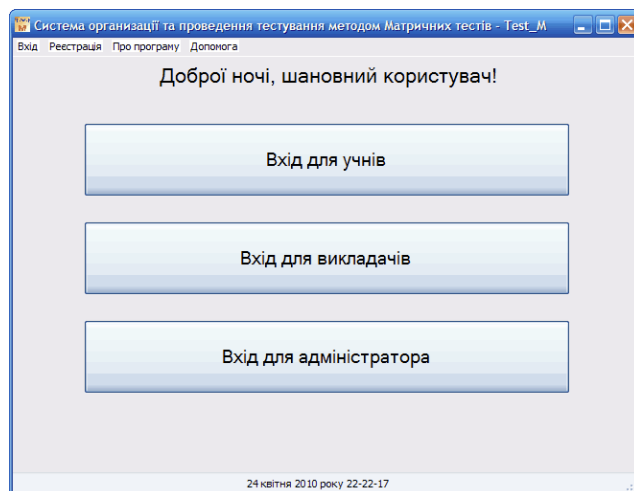 Система организації та проведення тестування методом Матричних тестів - Test_M
Вхід Реєстрація Про програму Допомога
Доброї ночі, шановний користувач!
Вхід для учнів
Вхід для викладачів
Вхід для адміністратора
24 квітня 2010 року 22-22-17